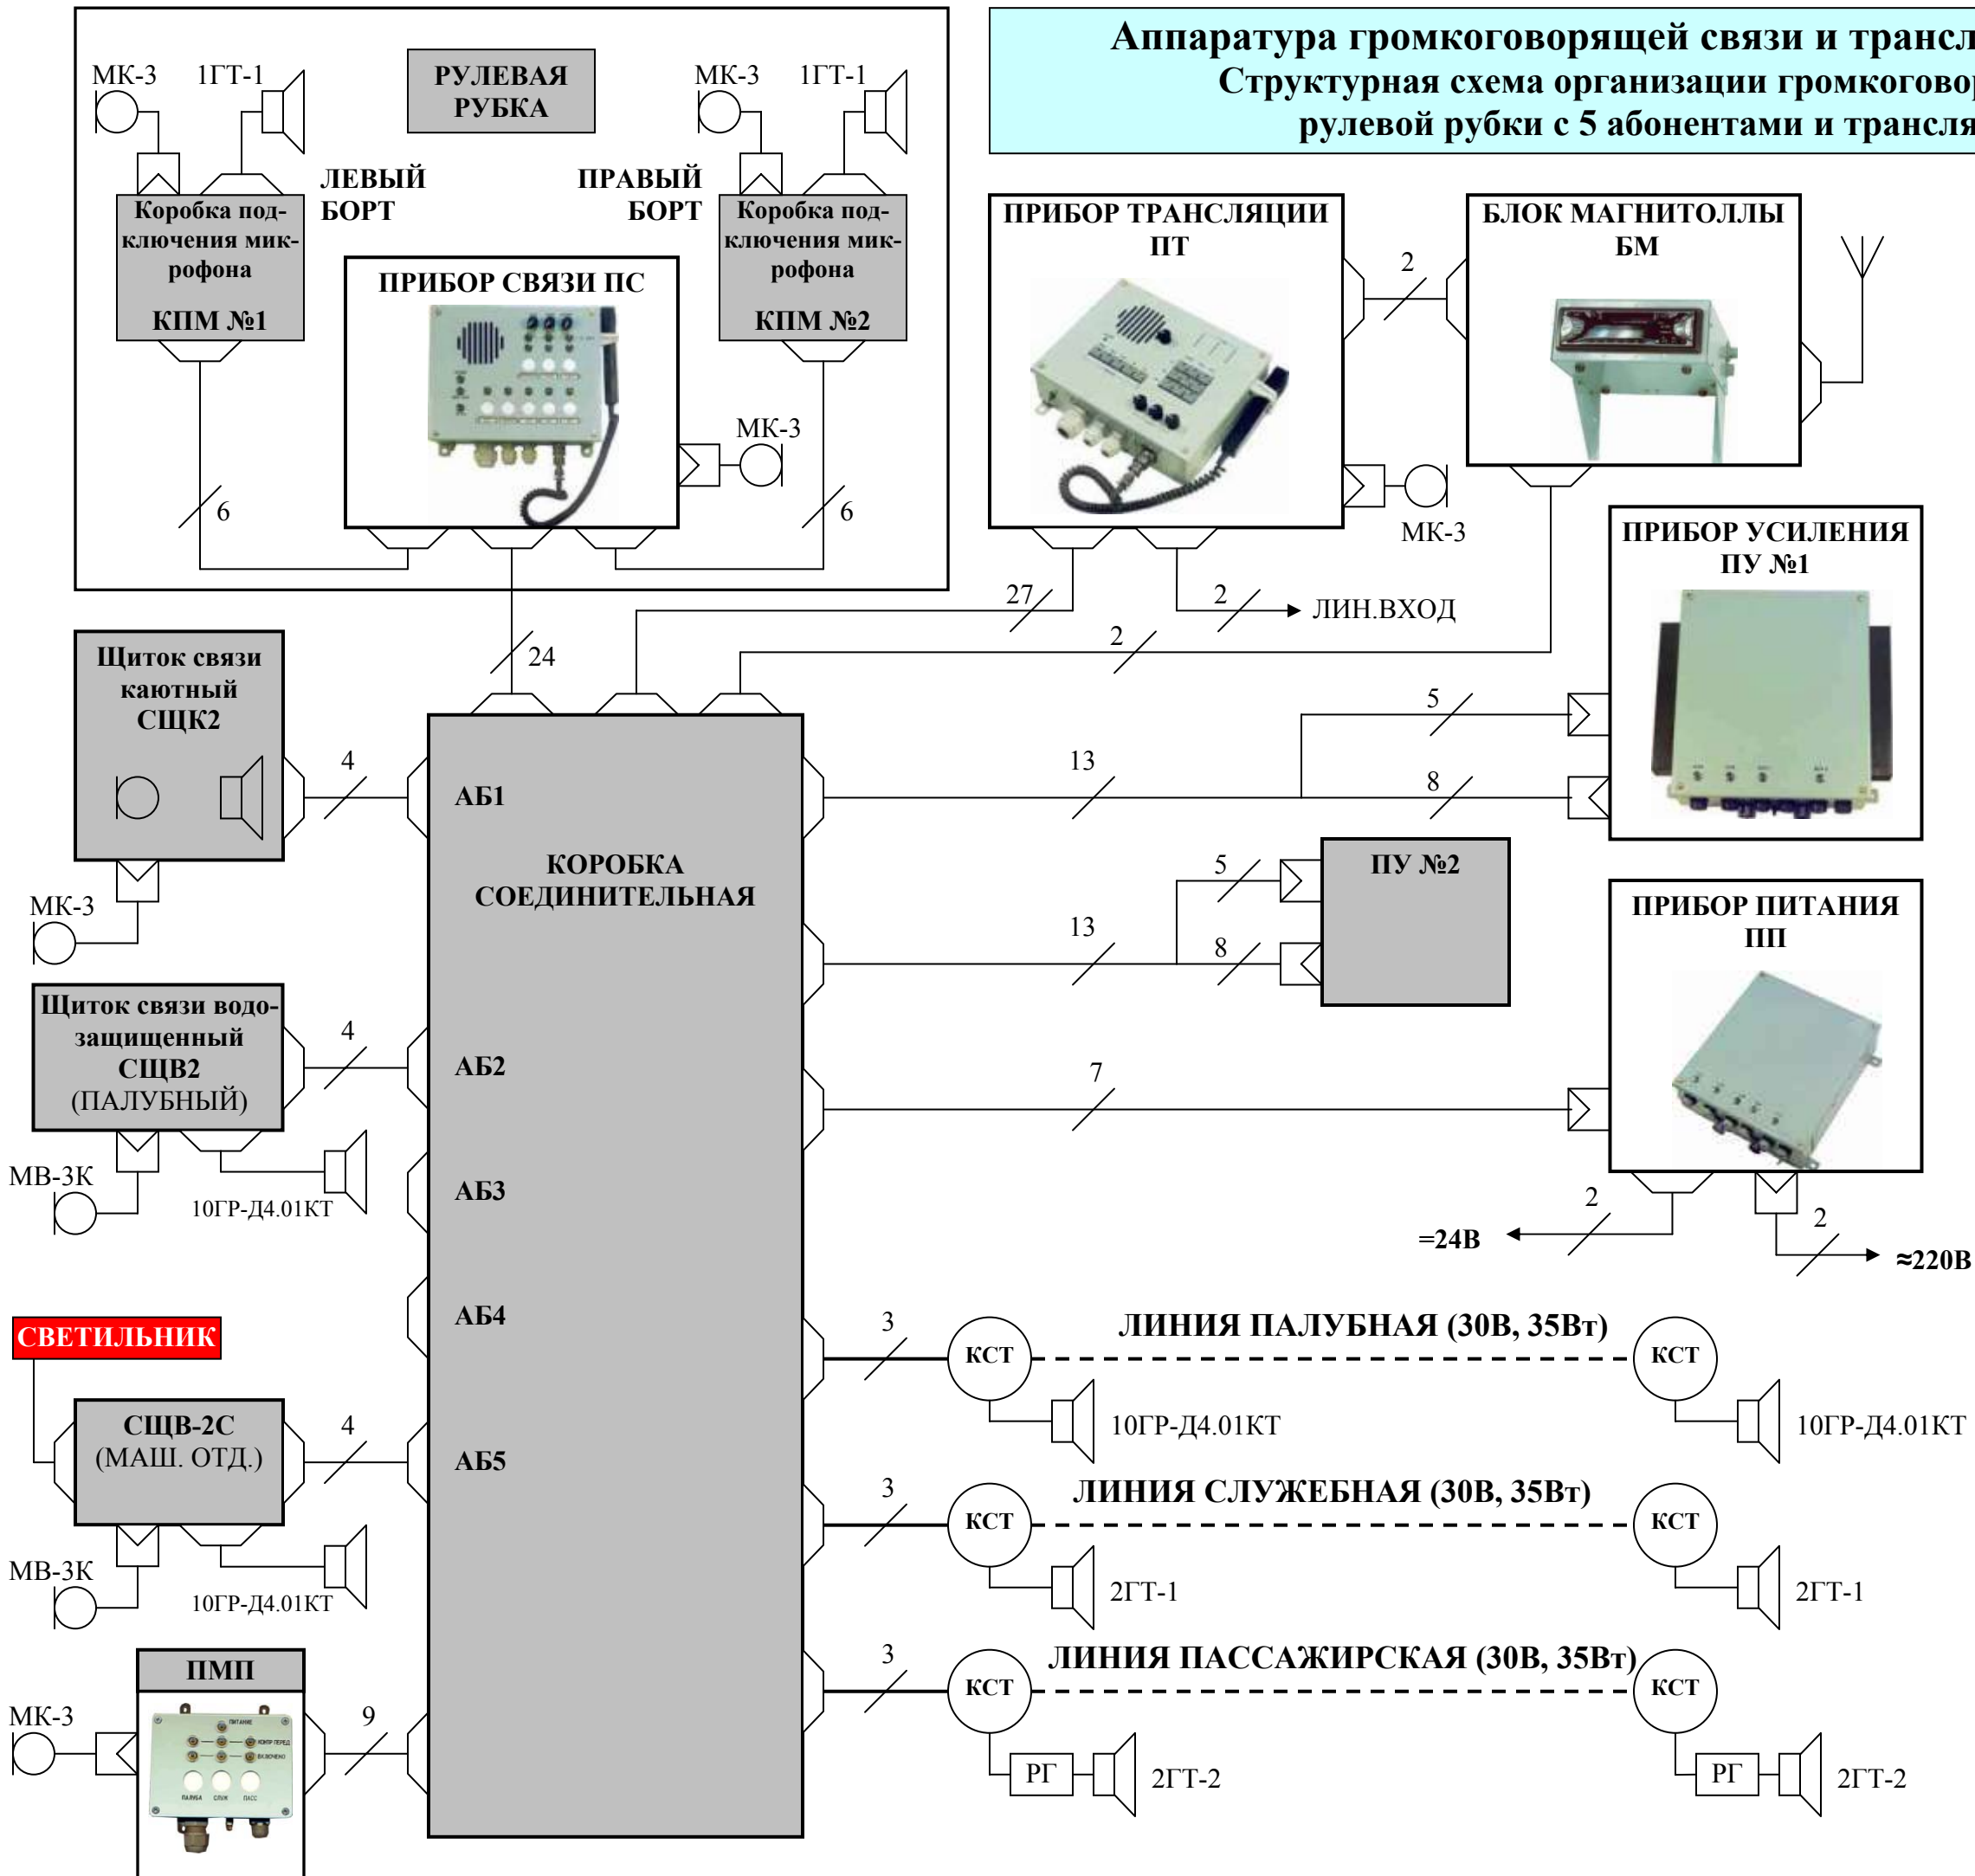 Аппаратура громкоговорящей связи и трансл
Структурная схема организации громкогово
рулевой рубки с 5 абонентами и трансля
МК-3
1ГТ-1
РУЛЕВАЯ
РУБКА
МК-3
1ГТ-1
ЛЕВЫЙ
БОРТ
ПРАВЫЙ
БОРТ
Коробка под-
ключения мик-
рофона
КПМ №1
Коробка под-
ключения мик-
рофона
КПМ №2
ПРИБОР СВЯЗИ ПС
МК-3
6
6
ПРИБОР ТРАНСЛЯЦИИ
ПТ
2
БЛОК МАГНИТОЛЛЫ
БМ
МК-3
27
2
ЛИН.ВХОД
2
24
ПРИБОР УСИЛЕНИЯ
ПУ №1
Щиток связи
каютный
СЩК2
4
МК-3
АБ1
КОРОБКА
СОЕДИНИТЕЛЬНАЯ
13
5
8
13
5
8
ПУ №2
ПРИБОР ПИТАНИЯ
ПП
7
2
=24В
2
≈220В
Щиток связи водо-
защищенный
СЩВ2
(ПАЛУБНЫЙ)
4
АБ2
МВ-3К
10ГР-Д4.01КТ
АБ3
АБ4
СВЕТИЛЬНИК
СЩВ-2С
(МАШ. ОТД.)
4
АБ5
МВ-3К
10ГР-Д4.01КТ
3
КСТ
ЛИНИЯ ПАЛУБНАЯ (30В, 35Вт)
КСТ
10ГР-Д4.01КТ
10ГР-Д4.01КТ
3
КСТ
ЛИНИЯ СЛУЖЕБНАЯ (30В, 35Вт)
КСТ
2ГТ-1
2ГТ-1
3
КСТ
ЛИНИЯ ПАССАЖИРСКАЯ (30В, 35Вт)
КСТ
РГ
2ГТ-2
РГ
2ГТ-2
ПМП
МК-3
9
ПИТАНИЕ
КОНТР ПЕРЕД
ВКЛЮЧЕНО
ПАЛУБА СЛУЖ ПАСС